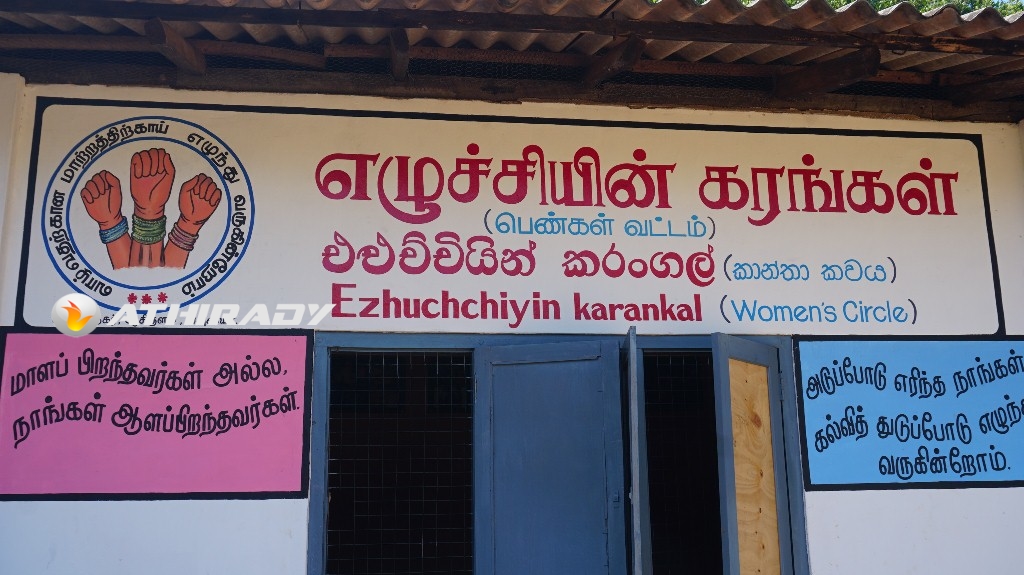 மாற்றத்திற்காய் எழுந்து
எழுச்சியின் கரங்கள்
(பெண்கள் வட்டம்)
එළුච්චියින් කරංගල් (කාන්තා කවය)
Ezhuchchiyin karankal (Women's Circle)
ATHIRADY
மாளப் பிறந்தவர்கள் அல்ல,
நாங்கள் ஆளப்பிறந்தவர்கள்.
அடுப்போடு எரிந்த நாங்கள்
கல்வித் துடுப்போடு
வருகின்றோம்.